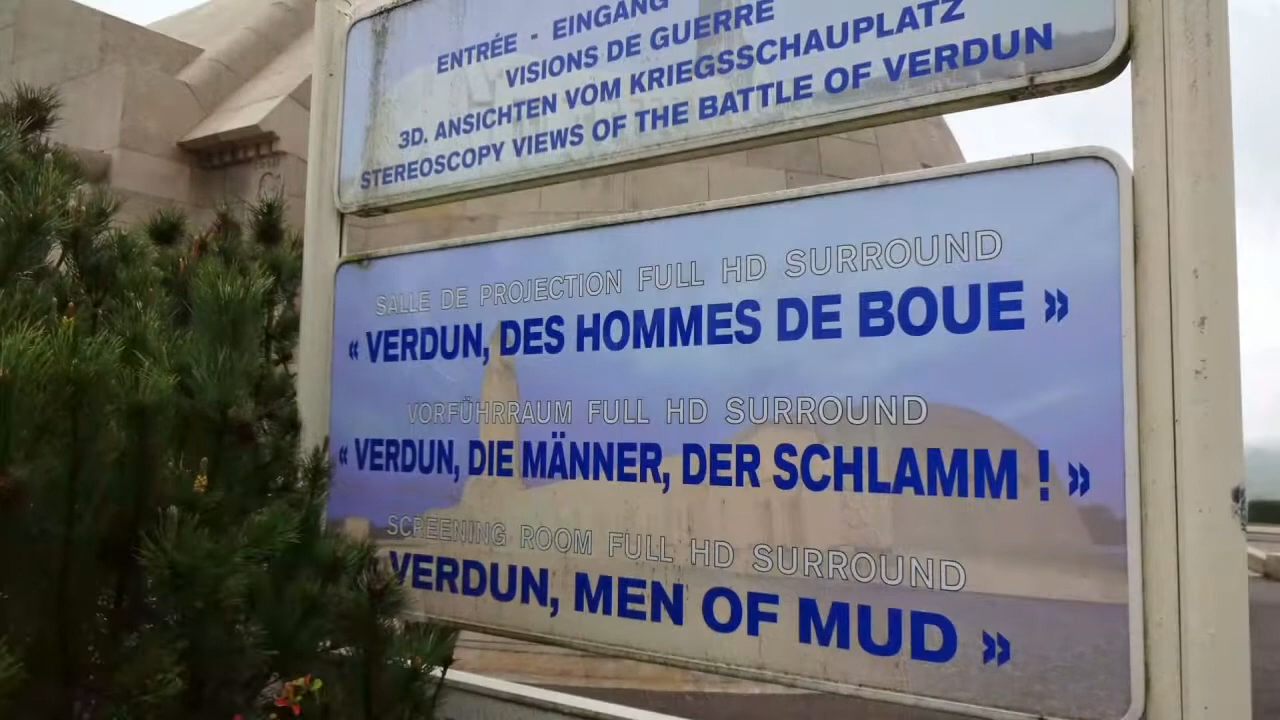 ENTRÉE - EINGANG
VISIONS DE GUERRE
3D. ANSICHTEN VOM KRIEGSSCHAUPLATZ
STEREOSCOPY VIEWS OF THE BATTLE OF VERDUN
SALLE DE PROJECTION FULL HD SURROUND
« VERDUN, DES HOMMES DE BOUE »
VORFÜHRRAUM FULL HD SURROUND
« VERDUN, DIE MÄNNER, DER SCHLAMM ! »
SCREENING ROOM FULL HD SURROUND
VERDUN, MEN OF MUD »